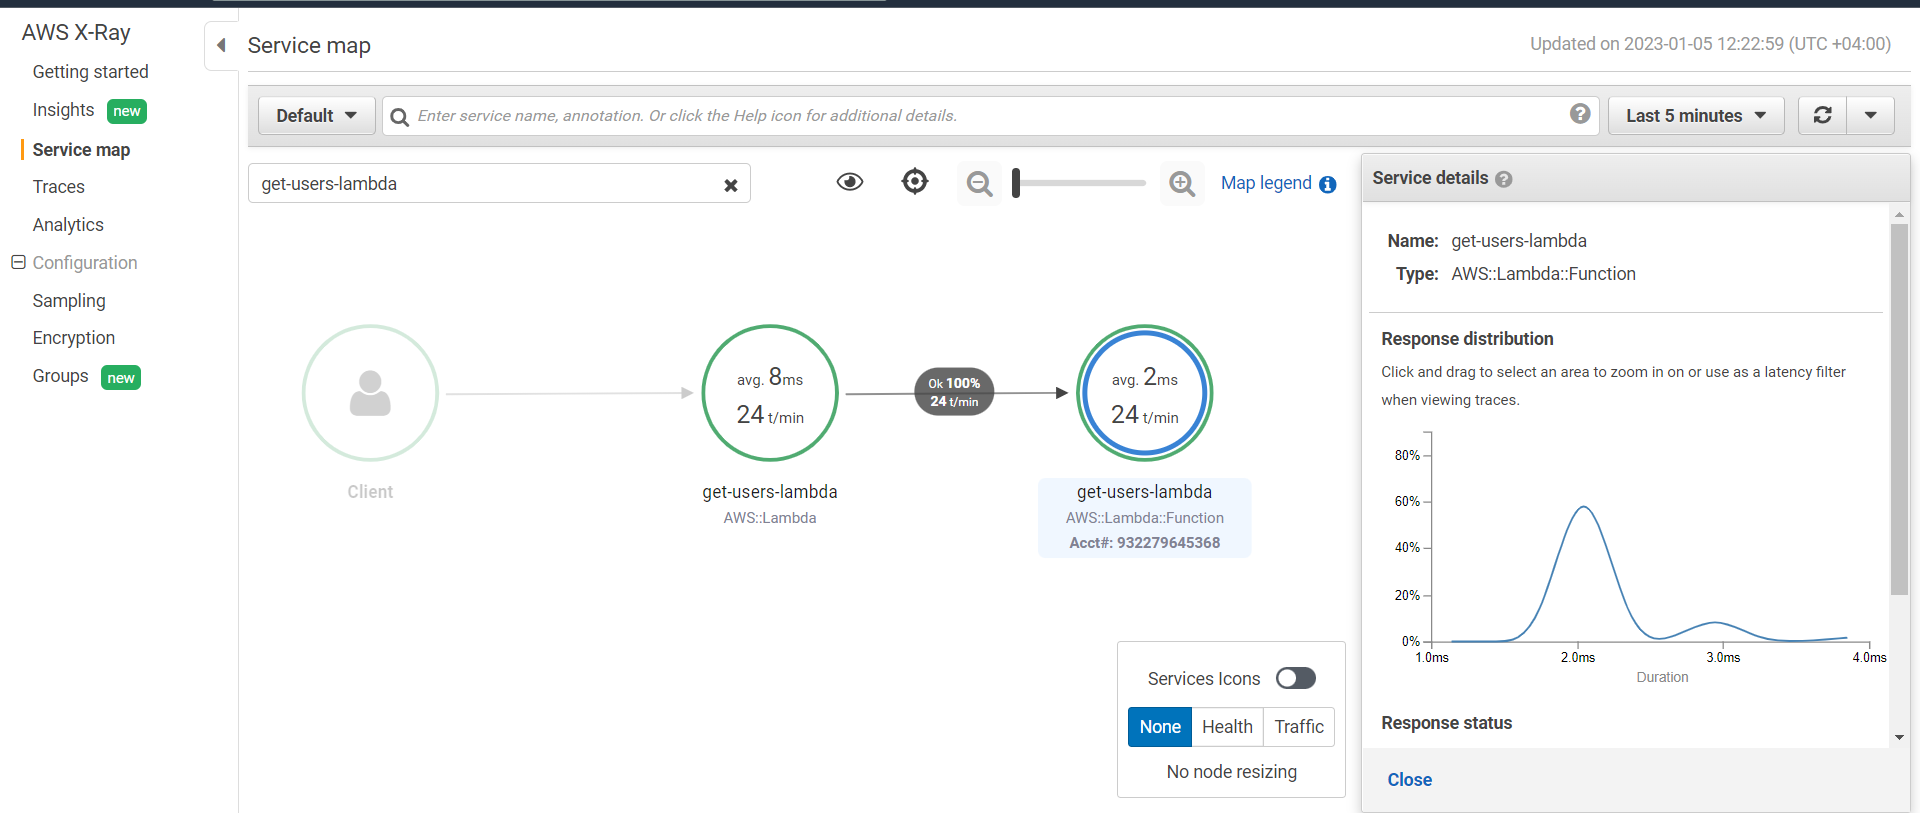 AWS X-Ray
Getting started
Insights new
Service map
Traces
Analytics
Configuration
Sampling
Encryption
Groups new
Service map
Updated on 2023-01-05 12:22:59 (UTC +04:00)
Default
Enter service name, annotation. Or click the Help icon for additional details.
Last 5 minutes
get-users-lambda
Map legend
Client
avg. 8ms
24 t/min
get-users-lambda
AWS::Lambda
Ok 100%
24 t/min
avg. 2ms
24 t/min
get-users-lambda
AWS::Lambda::Function
Acct#: 932279645368
Services Icons
None Health Traffic
No node resizing
Service details
Name: get-users-lambda
Type: AWS::Lambda::Function
Response distribution
Click and drag to select an area to zoom in on or use as a latency filter
when viewing traces.
80%
60%
40%
20%
0%
1.0ms 2.0ms 3.0ms 4.0ms
Duration
Response status
Close